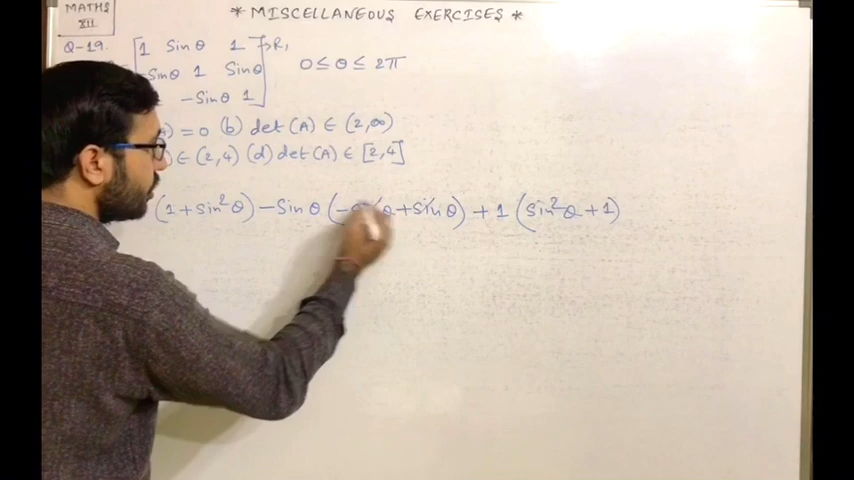 MATHS
XII
* MISCELLANEOUS EXERCISES *
Q-19.
1 Sinθ 1 R₁
-Sinθ 1 Sinθ 0 ≤ θ ≤ 2π
-Sinθ 1
) = 0 (b) det (A) ∈ (2,∞)
∈ (2,4) (d) det(A) ∈ [2,4]
(1+sin²θ) -Sinθ (- θ+sinθ) + 1 (Sin²θ +1)